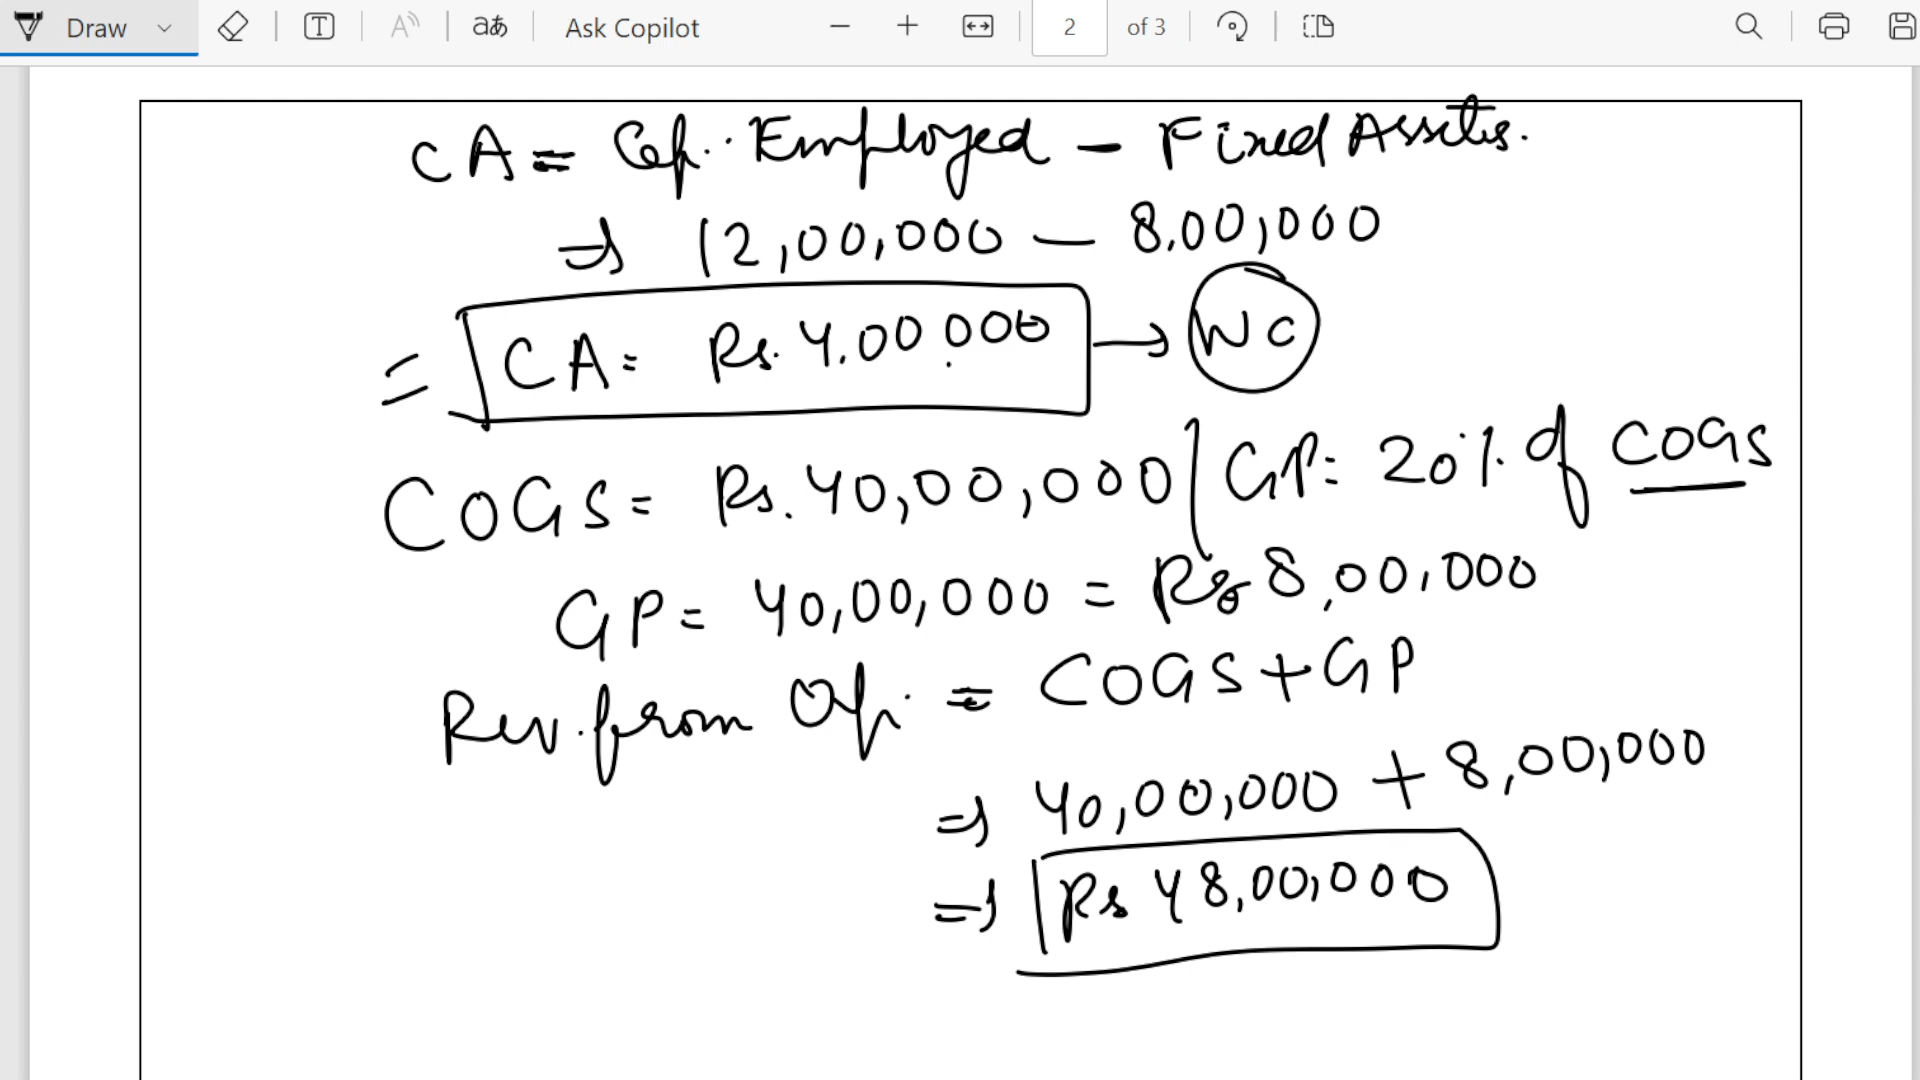 Draw
T
A
aあ
Ask Copilot
2 of 3
CA = Cap. Employed - Fixed Assets.
⇒ 12,00,000 - 8,00,000
= CA = Rs. 4,00,000 → WC
COGS = Rs. 40,00,000 | GP = 20% of COGS
GP = 40,00,000 = Rs 8,00,000
Rev. from Op. = COGS + GP
⇒ 40,00,000 + 8,00,000
⇒ Rs 48,00,000